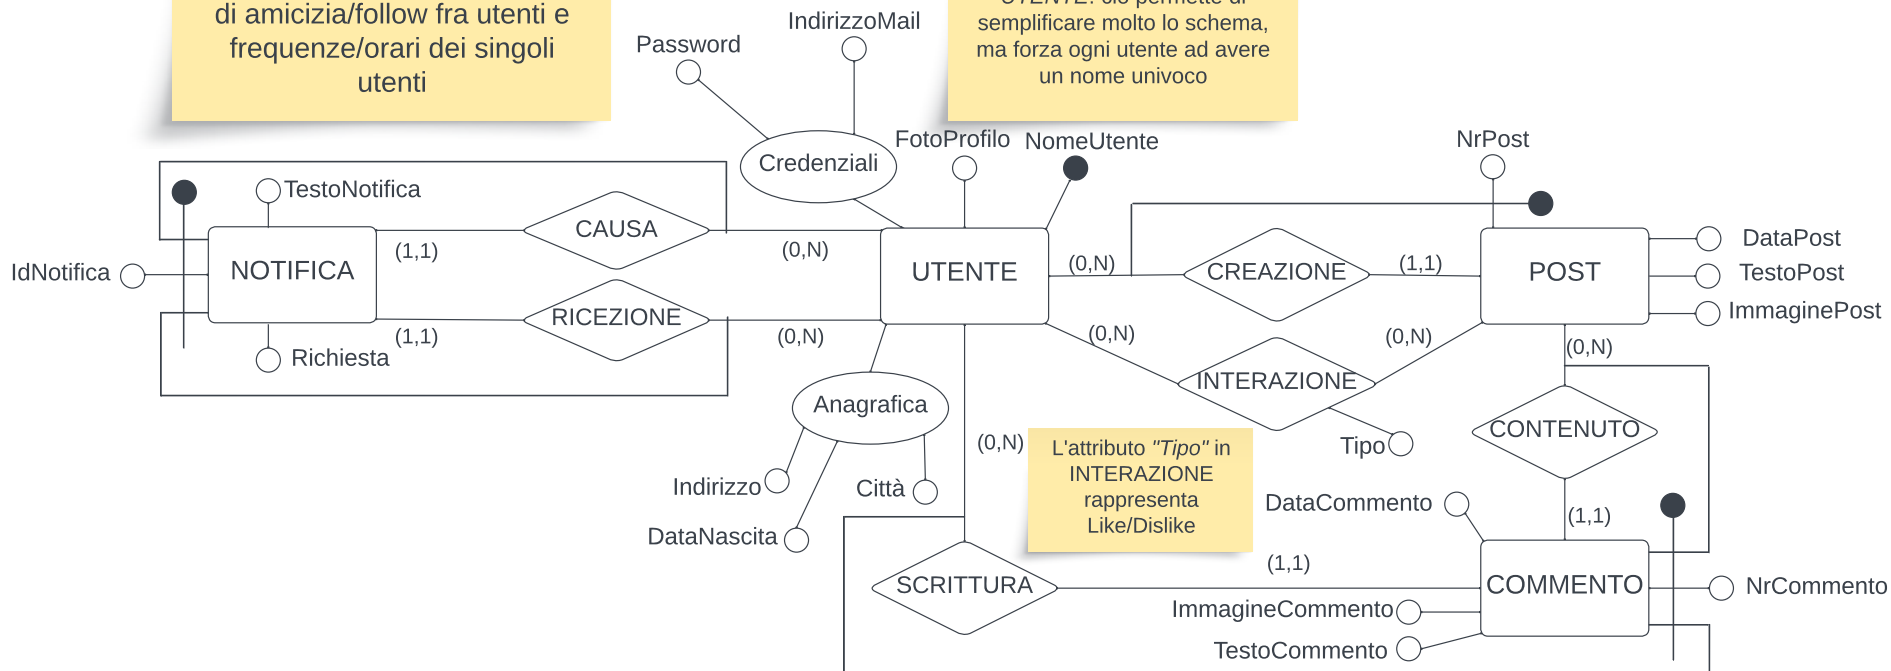 di amicizia/follow fra utenti e
frequenze/orari dei singoli
utenti
UTENTE: ciò permette di
semplificare molto lo schema,
ma forza ogni utente ad avere
un nome univoco
IndirizzoMail
Password
Credenziali
FotoProfilo
NomeUtente
NrPost
TestoNotifica
CAUSA
(1,1)
(0,N)
IdNotifica
NOTIFICA
UTENTE
(0,N)
CREAZIONE
(1,1)
POST
DataPost
TestoPost
ImmaginePost
RICEZIONE
(1,1)
(0,N)
Richiesta
(0,N)
INTERAZIONE
(0,N)
Tipo
(0,N)
CONTENUTO
(1,1)
Anagrafica
Indirizzo
Città
DataNascita
(0,N)
L'attributo "Tipo" in
INTERAZIONE
rappresenta
Like/Dislike
DataCommento
SCRITTURA
(1,1)
COMMENTO
NrCommento
ImmagineCommento
TestoCommento